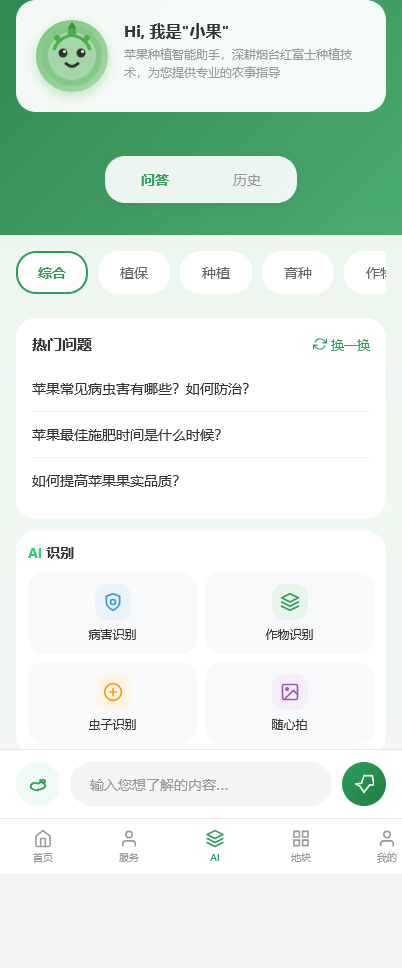 Hi, 我是"小果"
苹果种植智能助手，深耕烟台红富士种植技
术，为您提供专业的农事指导
问答
历史
综合
植保
种植
育种
作物
热门问题
换一换
苹果常见病虫害有哪些？如何防治？
苹果最佳施肥时间是什么时候？
如何提高苹果果实品质？
AI 识别
病害识别
作物识别
虫子识别
随心拍
输入您想了解的内容...
首页
服务
AI
地块
我的